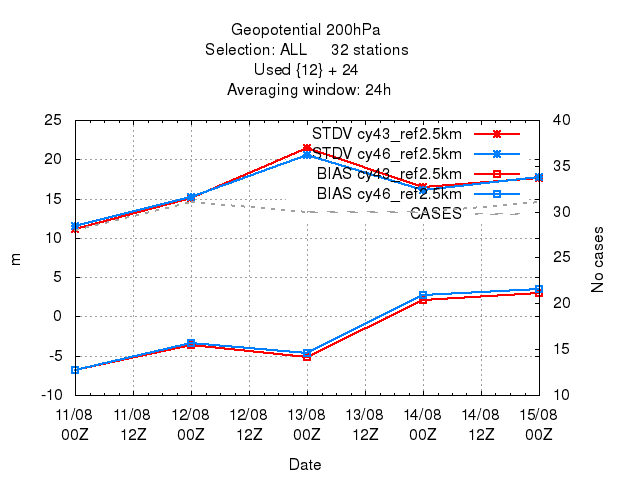 Geopotential 200hPa
Selection: ALL 32 stations
Used {12} + 24
Averaging window: 24h
25 40
STDV cy43_ref2.5km
20 35
STDV cy46_ref2.5km
BIAS cy43_ref2.5km
15 BIAS cy46_ref2.5km
CASES 30
10
m No cases
25
5
20
0
-5 15
-10 10
11/08 11/08 12/08 12/08 13/08 13/08 14/08 14/08 15/08
00Z 12Z 00Z 12Z 00Z 12Z 00Z 12Z 00Z
Date